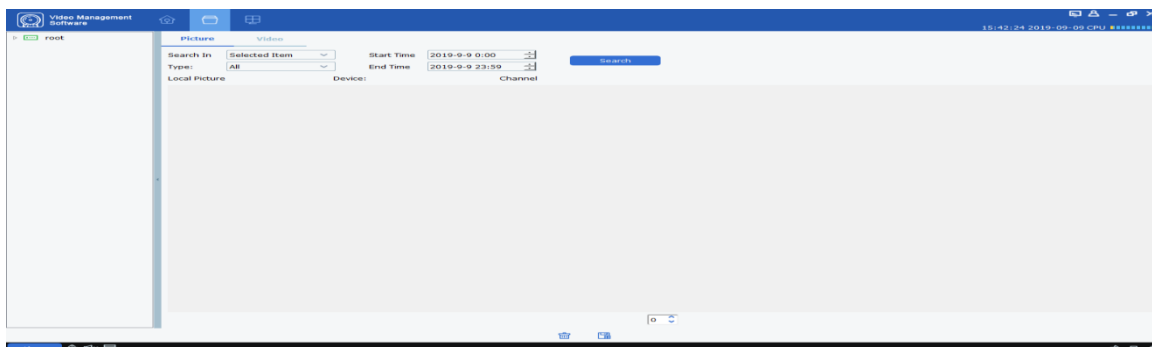 Video Management
Software
15:42:24 2019-09-09 CPU
root
Picture Video
Search In Selected Item Start Time 2019-9-9 0:00
Search
Type: All End Time 2019-9-9 23:59
Local Picture Device: Channel
0